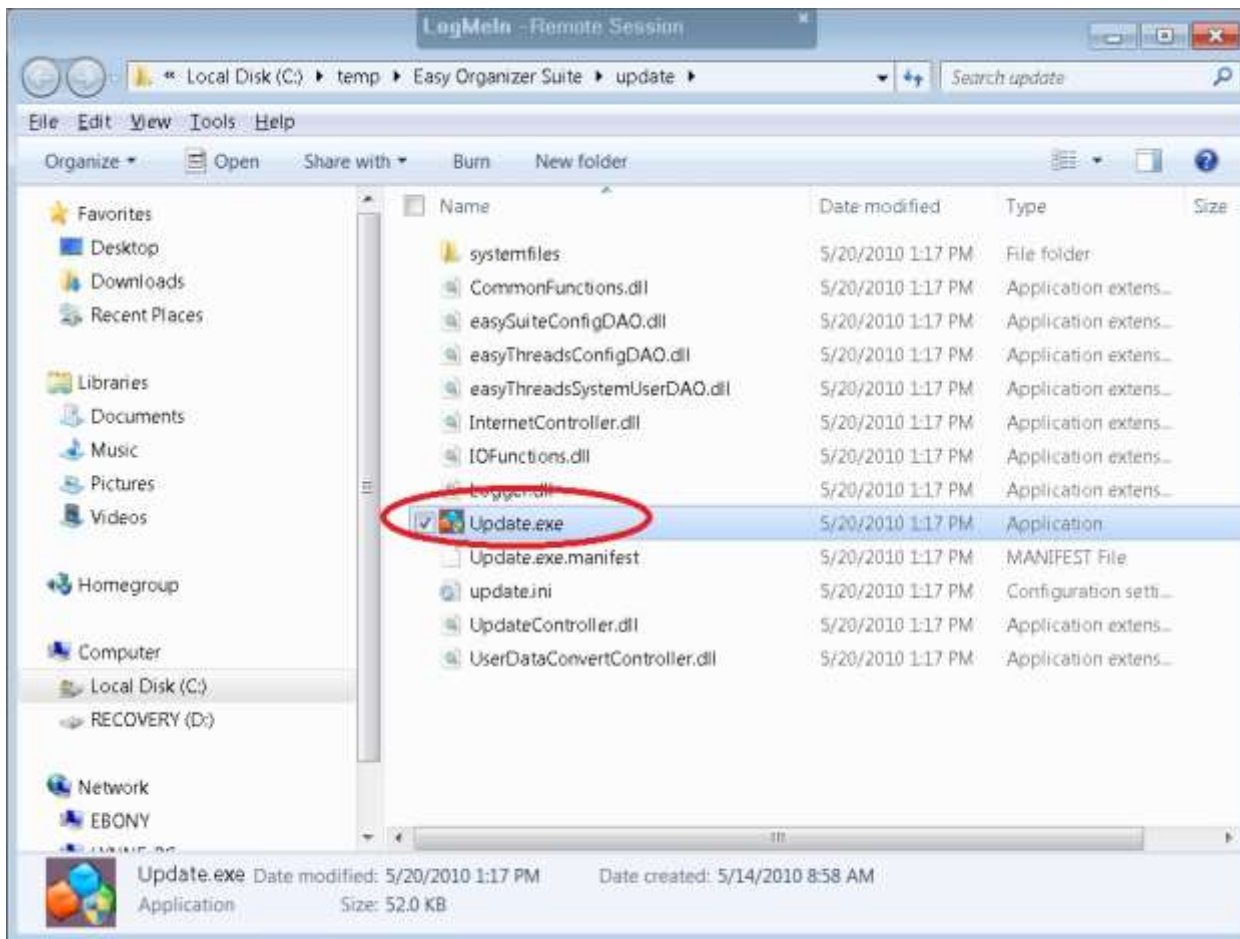 LogMeIn - Remote Session
« Local Disk (C:) ▸ temp ▸ Easy Organizer Suite ▸ update ▸
Search update
File Edit View Tools Help
Organize Open Share with Burn New folder
Favorites
Desktop
Downloads
Recent Places
Libraries
Documents
Music
Pictures
Videos
Homegroup
Computer
Local Disk (C:)
RECOVERY (D:)
Network
EBONY
Name Date modified Type Size
systemfiles 5/20/2010 1:17 PM File folder
CommonFunctions.dll 5/20/2010 1:17 PM Application extens...
easySuiteConfigDAO.dll 5/20/2010 1:17 PM Application extens...
easyThreadsConfigDAO.dll 5/20/2010 1:17 PM Application extens...
easyThreadsSystemUserDAO.dll 5/20/2010 1:17 PM Application extens...
InternetController.dll 5/20/2010 1:17 PM Application extens...
IOFunctions.dll 5/20/2010 1:17 PM Application extens...
Logger.dll 5/20/2010 1:17 PM Application extens...
Update.exe 5/20/2010 1:17 PM Application
Update.exe.manifest 5/20/2010 1:17 PM MANIFEST File
update.ini 5/20/2010 1:17 PM Configuration setti...
UpdateController.dll 5/20/2010 1:17 PM Application extens...
UserDataConvertController.dll 5/20/2010 1:17 PM Application extens...
Update.exe Date modified: 5/20/2010 1:17 PM Date created: 5/14/2010 8:58 AM
Application Size: 52.0 KB